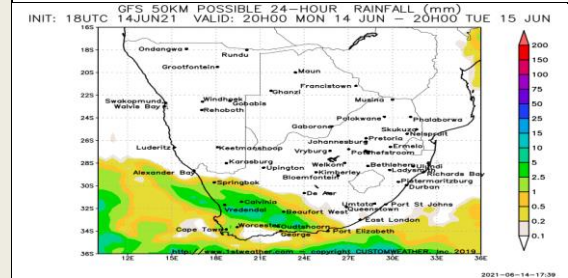 GFS 50KM POSSIBLE 24-HOUR RAINFALL (mm)
INIT: 18UTC 14JUN21 VALID: 20H00 MON 14 JUN - 20H00 TUE 15 JUN
16S
Ondangwa
Rundu
200
18S
150
Grootfontein
Maun
100
20S
Francistown
75
22S
Ghanzi
Musina
50
Windhoek
Gobabis
Swakopmund
Walvis Bay
Rehoboth
Polokwane
Phalaborwa
25
24S
Gaborone
Skukuza
20
Pretoria
Nelspruit
Johannesburg
15
26S
Luderitz
Keetmanshoop
Vryburg
Potchefstroom
Ermelo
10
Karasburg
Welkom
Bethlehem
Ulundi
5
28S
Upington
Kimberley
Ladysmith
Alexander Bay
Bloemfontein
Richards Bay
2.5
Springbok
Pietermaritzburg
1
30S
De Aar
Durban
Calvinia
Umtata
Port St Johns
0.5
32S
Vredendal
Beaufort West
Queenstown
0.2
Worcester
East London
Cape Town
Oudtshoorn
0.1
34S
George
Port Elizabeth
36S
12E
15E
18E
21E
24E
27E
30E
33E
36E
2021-06-14-17:39